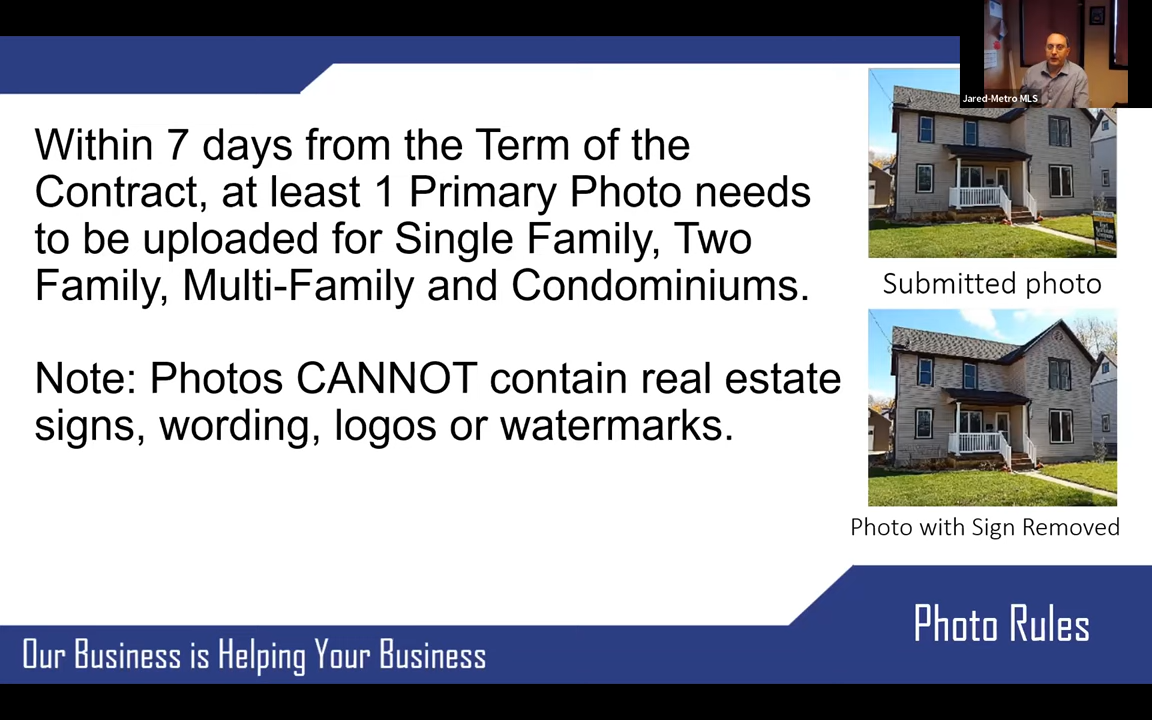 Jared-Metro MLS
Within 7 days from the Term of the
Contract, at least 1 Primary Photo needs
to be uploaded for Single Family, Two
Family, Multi-Family and Condominiums.
Note: Photos CANNOT contain real estate
signs, wording, logos or watermarks.
Submitted photo
Photo with Sign Removed
Photo Rules
Our Business is Helping Your Business